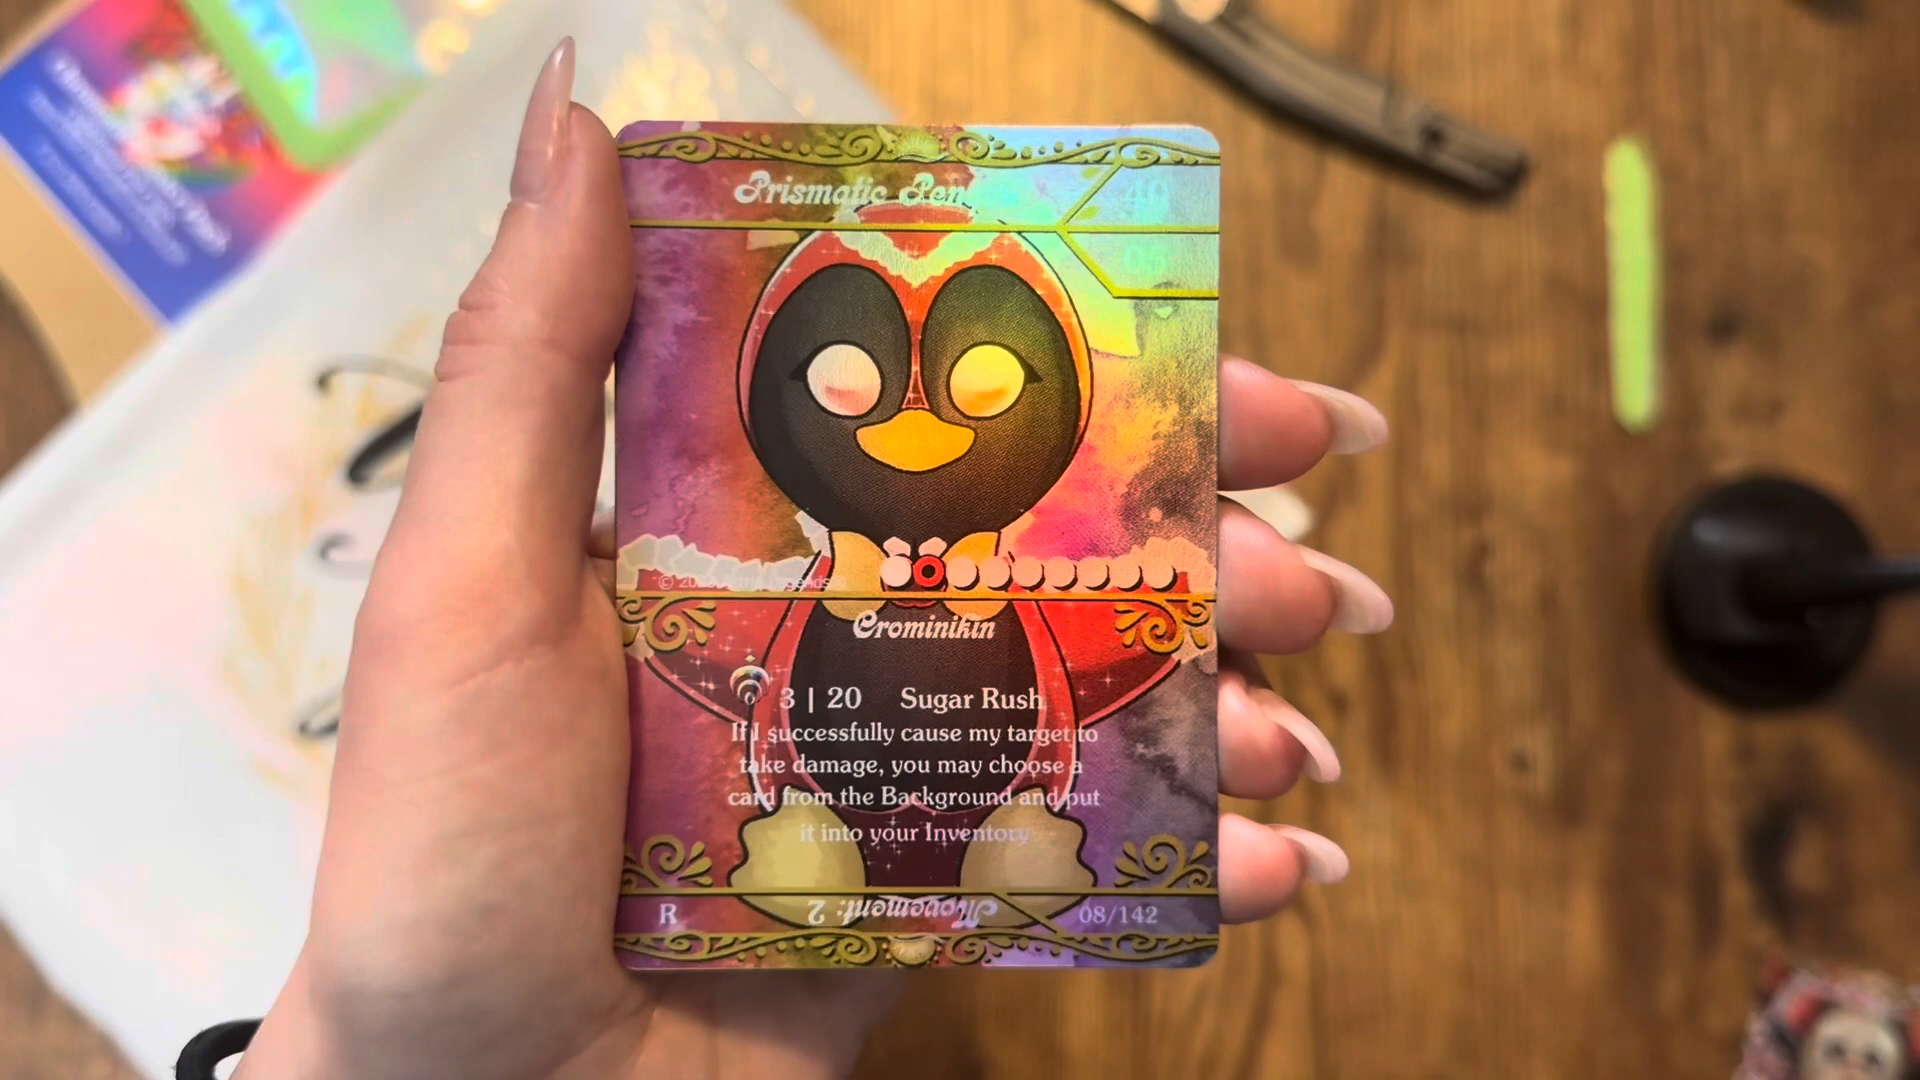 Prismatic Pen
40
Crominikin
3 | 20 Sugar Rush
If I successfully cause my target to
take damage, you may choose a
card from the Background and put
it into your Inventory
R
Movement: 2
08/142